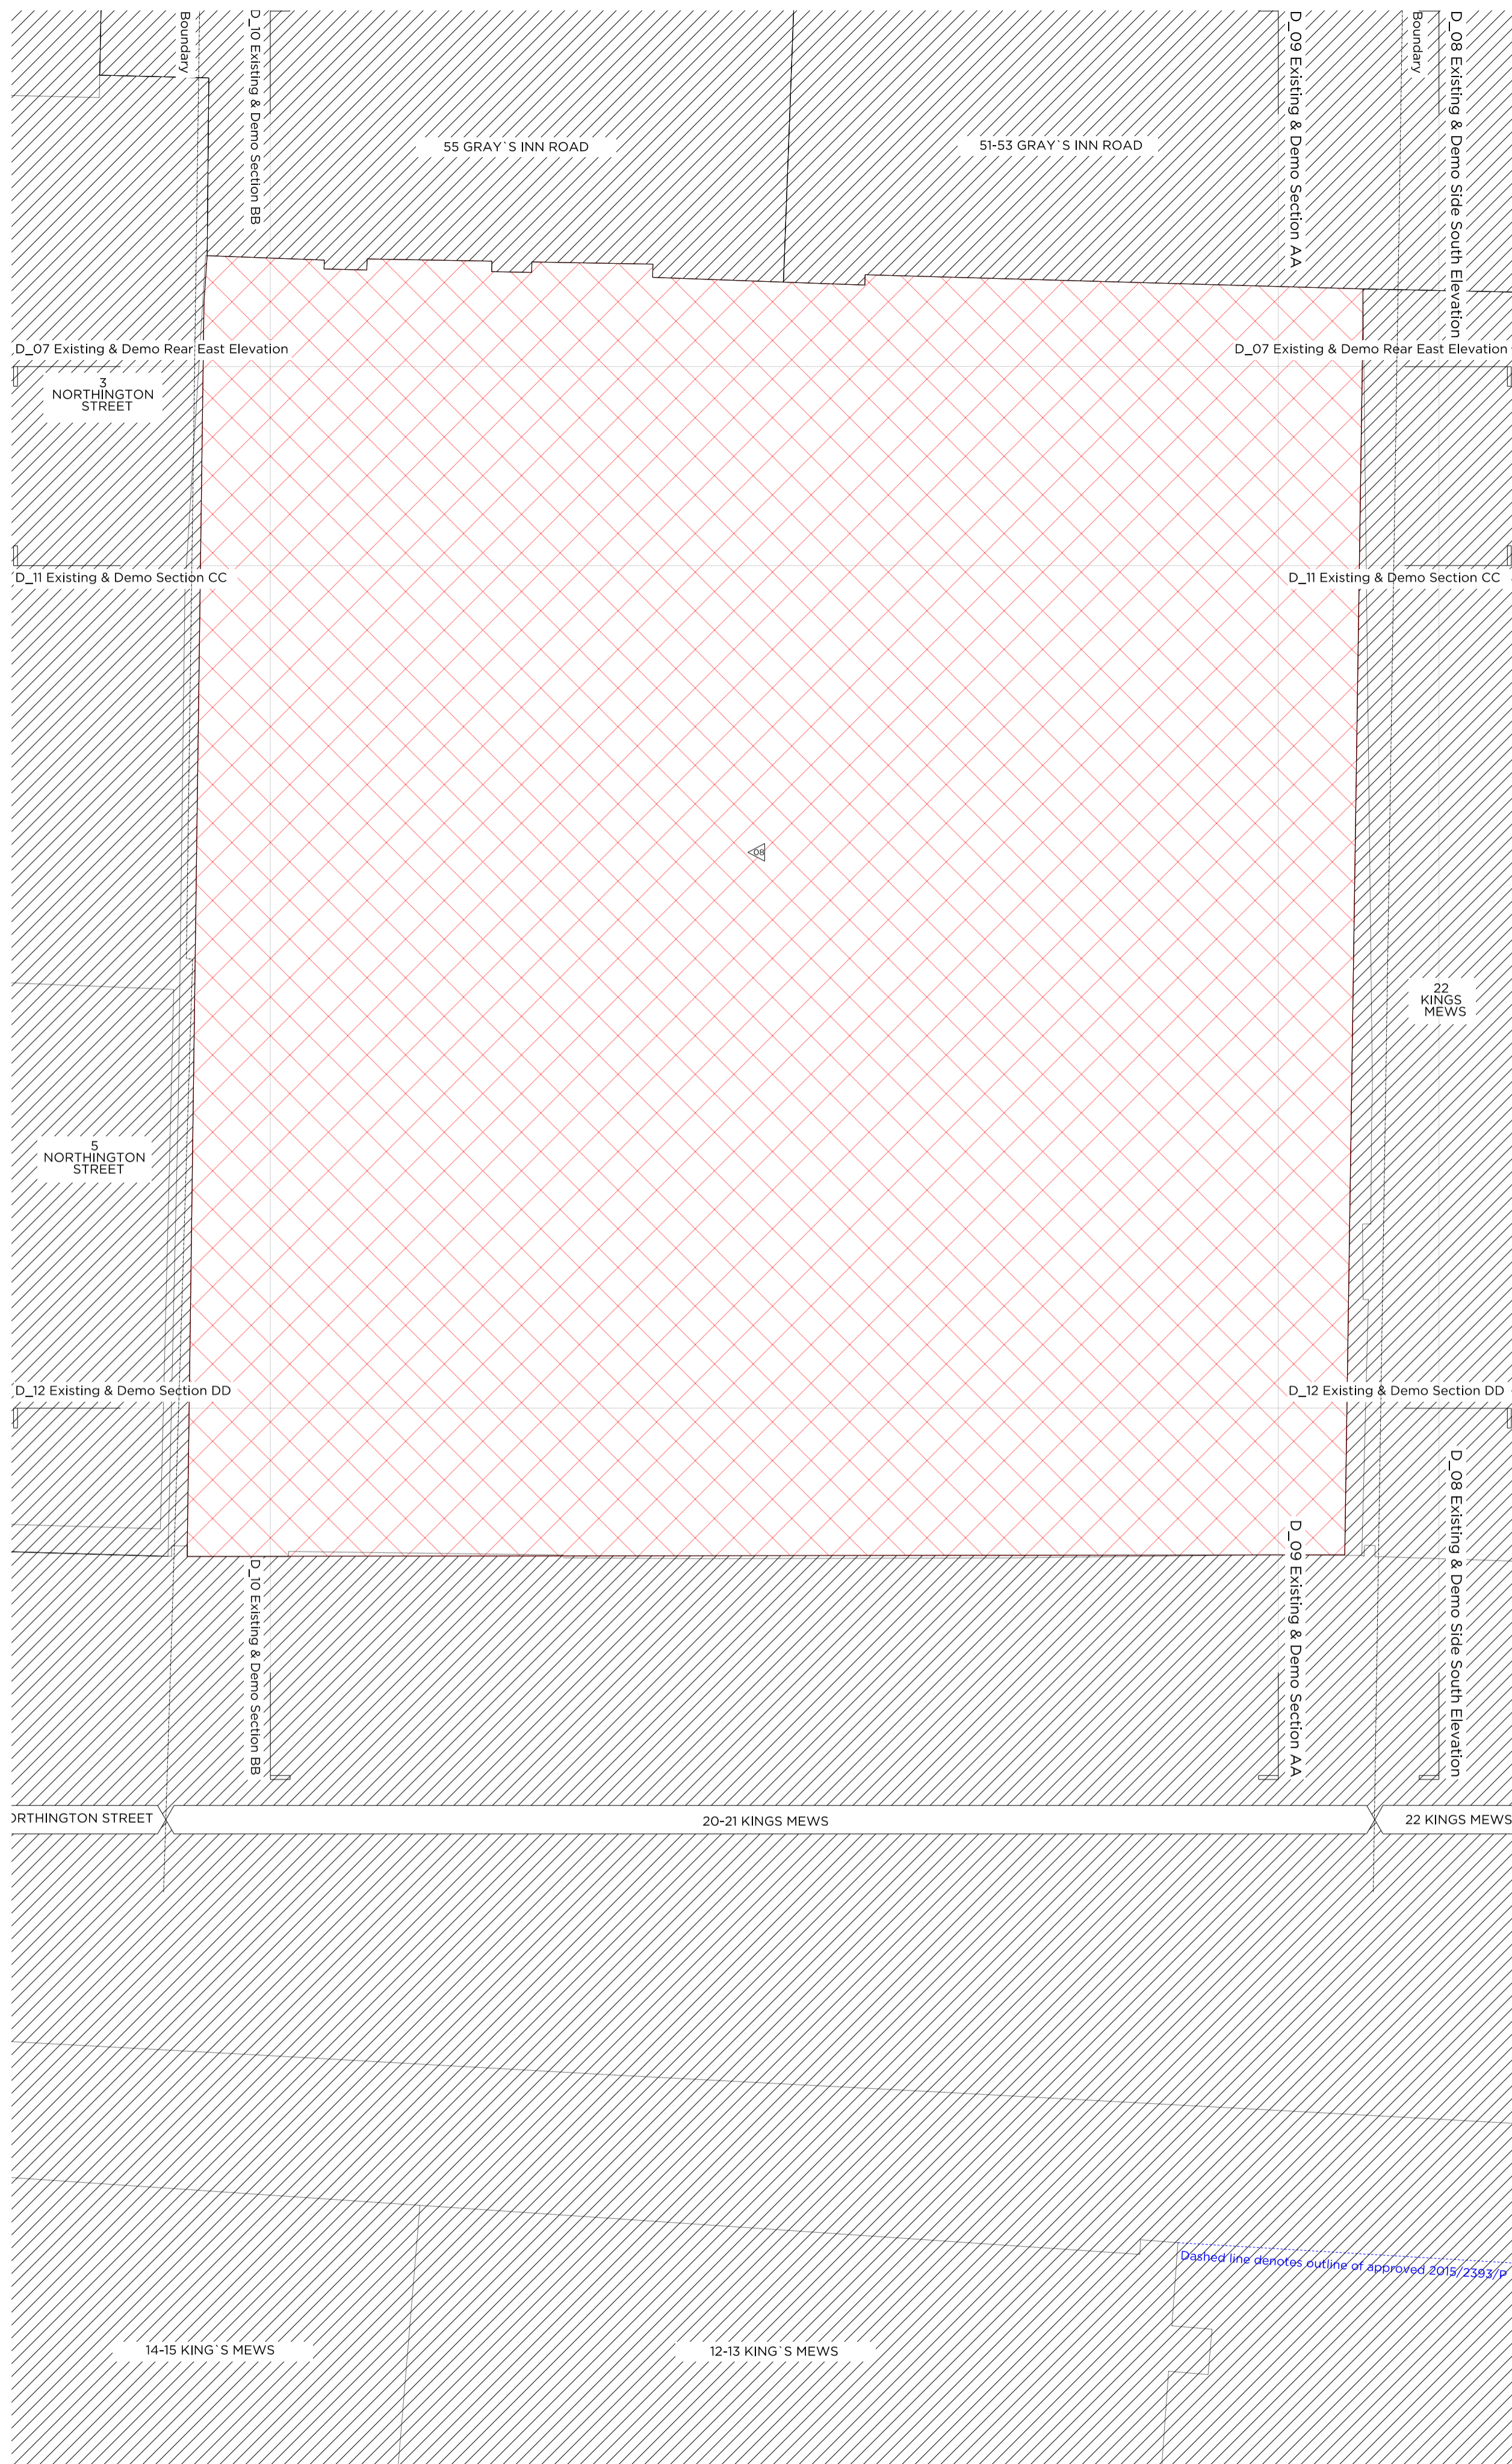 Boundary
D_10 Existing & Demo Section BB
D_09 Existing & Demo Section AA
Boundary
D_08 Existing & Demo Side South Elevation
55 GRAY`S INN ROAD
51-53 GRAY`S INN ROAD
D_07 Existing & Demo Rear East Elevation
D_07 Existing & Demo Rear East Elevation
3
NORTHINGTON
STREET
D_11 Existing & Demo Section CC
D_11 Existing & Demo Section CC
08
22
KINGS
MEWS
5
NORTHINGTON
STREET
D_12 Existing & Demo Section DD
D_12 Existing & Demo Section DD
D_10 Existing & Demo Section BB
D_09 Existing & Demo Section AA
D_08 Existing & Demo Side South Elevation
ORTHINGTON STREET
20-21 KINGS MEWS
22 KINGS MEWS
Dashed line denotes outline of approved 2015/2393/P
14-15 KING`S MEWS
12-13 KING`S MEWS